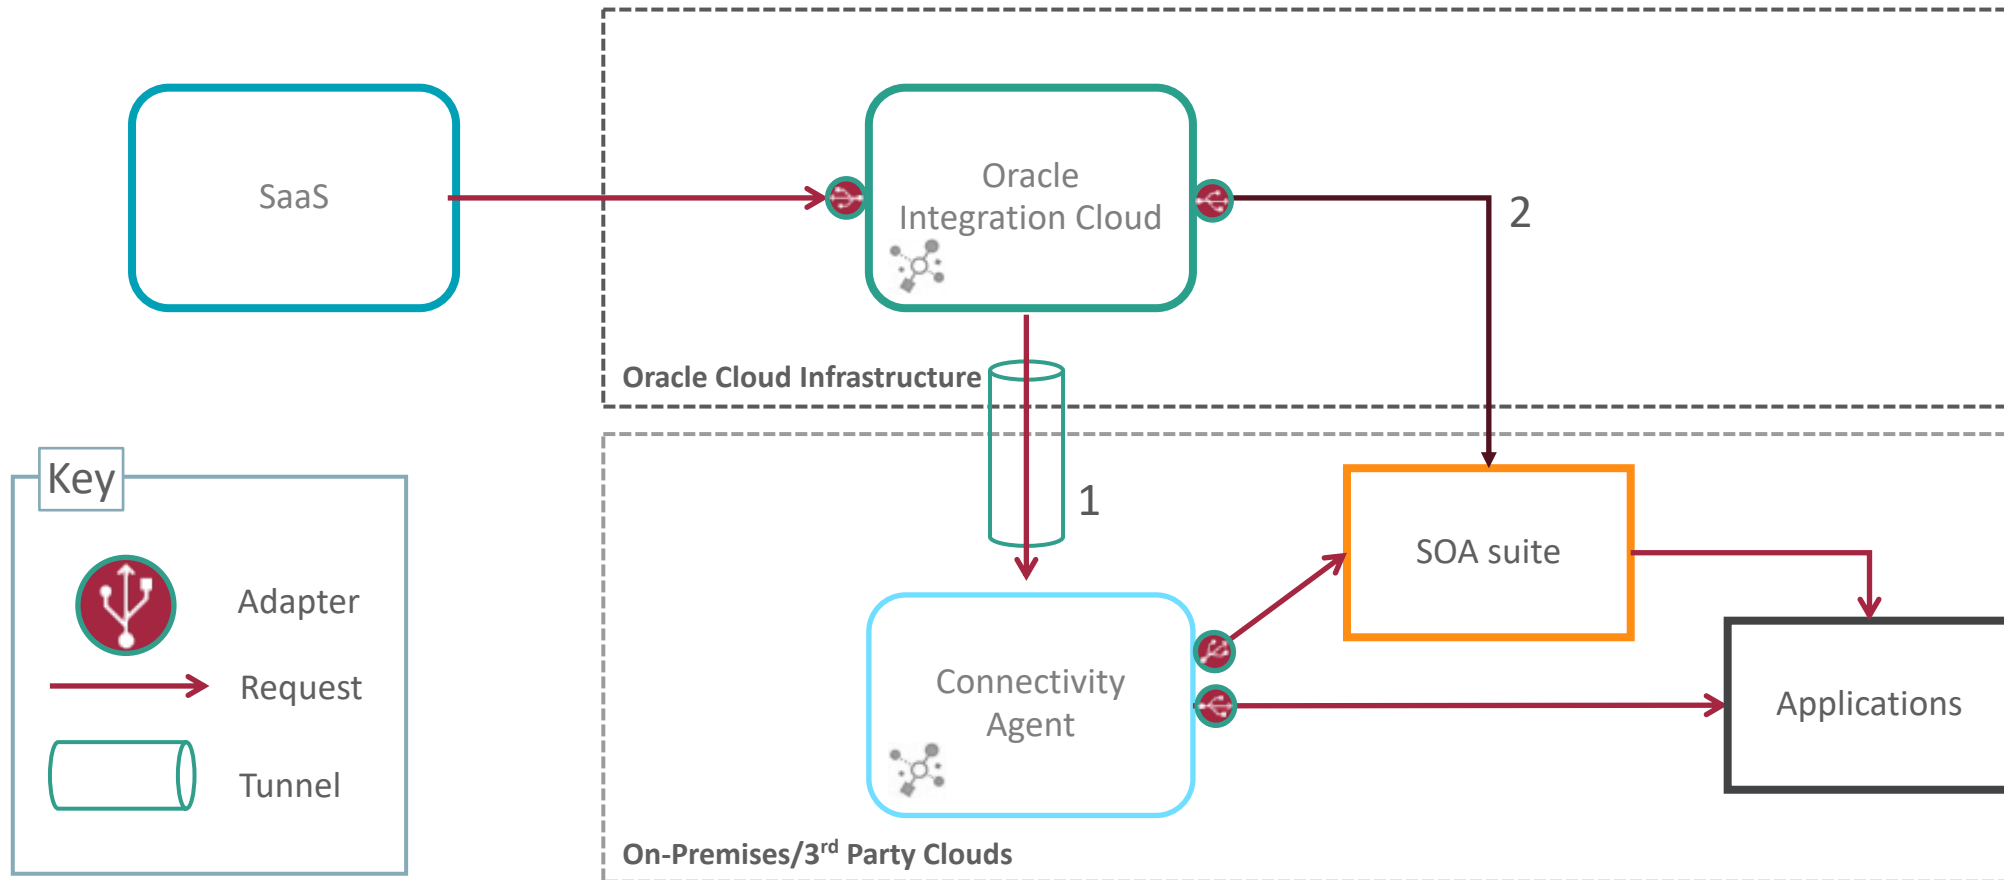 SaaS
Oracle
Integration Cloud
2
Oracle Cloud Infrastructure
Key
Adapter
Request
Tunnel
1
SOA suite
Connectivity
Agent
Applications
On-Premises/3rd Party Clouds